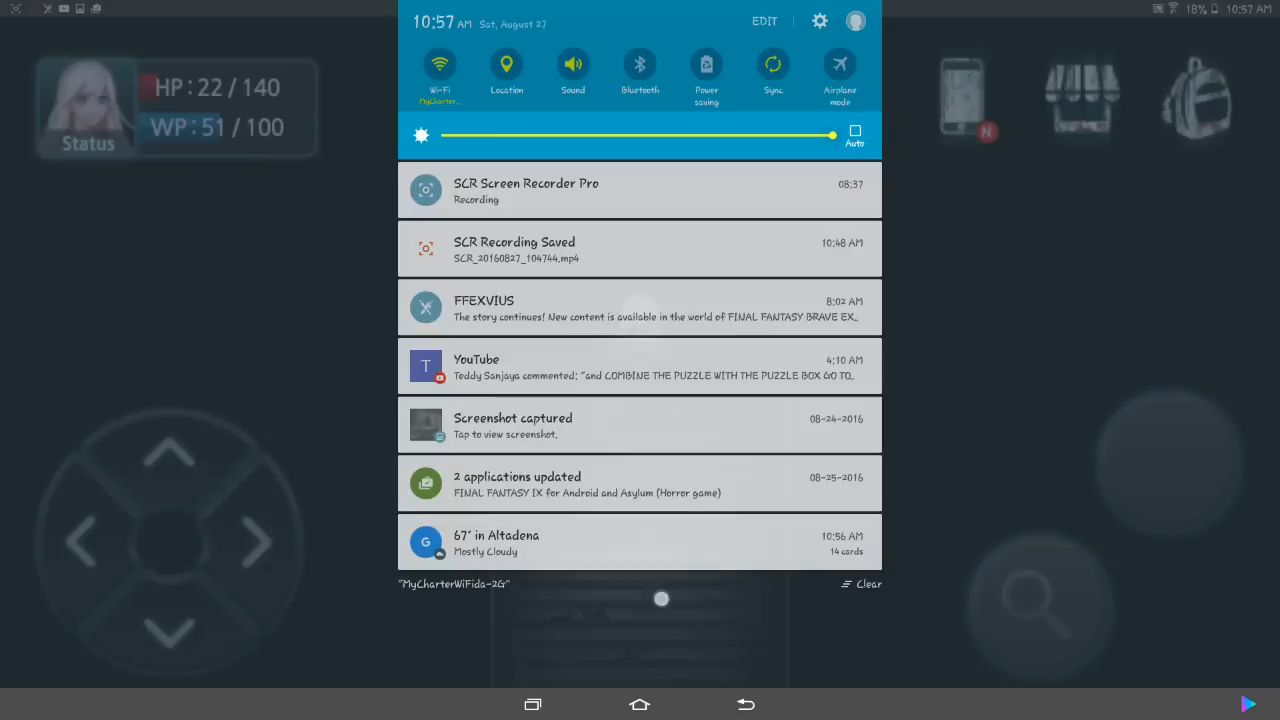 18% 10:57 AM
10:57 AM Sat, August 27 EDIT
Wi-Fi Location Sound Bluetooth Power saving Sync Airplane mode
MyCharter...
Auto
SCR Screen Recorder Pro 08:37
Recording
SCR Recording Saved 10:48 AM
SCR_20160827_104744.mp4
FFEXVIUS 8:02 AM
The story continues! New content is available in the world of FINAL FANTASY BRAVE EX..
YouTube 4:10 AM
Teddy Sanjaya commented: "and COMBINE THE PUZZLE WITH THE PUZZLE BOX GO TO..
Screenshot captured 08-24-2016
Tap to view screenshot.
2 applications updated 08-25-2016
FINAL FANTASY IX for Android and Asylum (Horror game)
67° in Altadena 10:56 AM
Mostly Cloudy 14 cards
"MyCharterWiFida-2G" Clear
HP: 22 / 140
WP: 51 / 100
Status
N
T
G